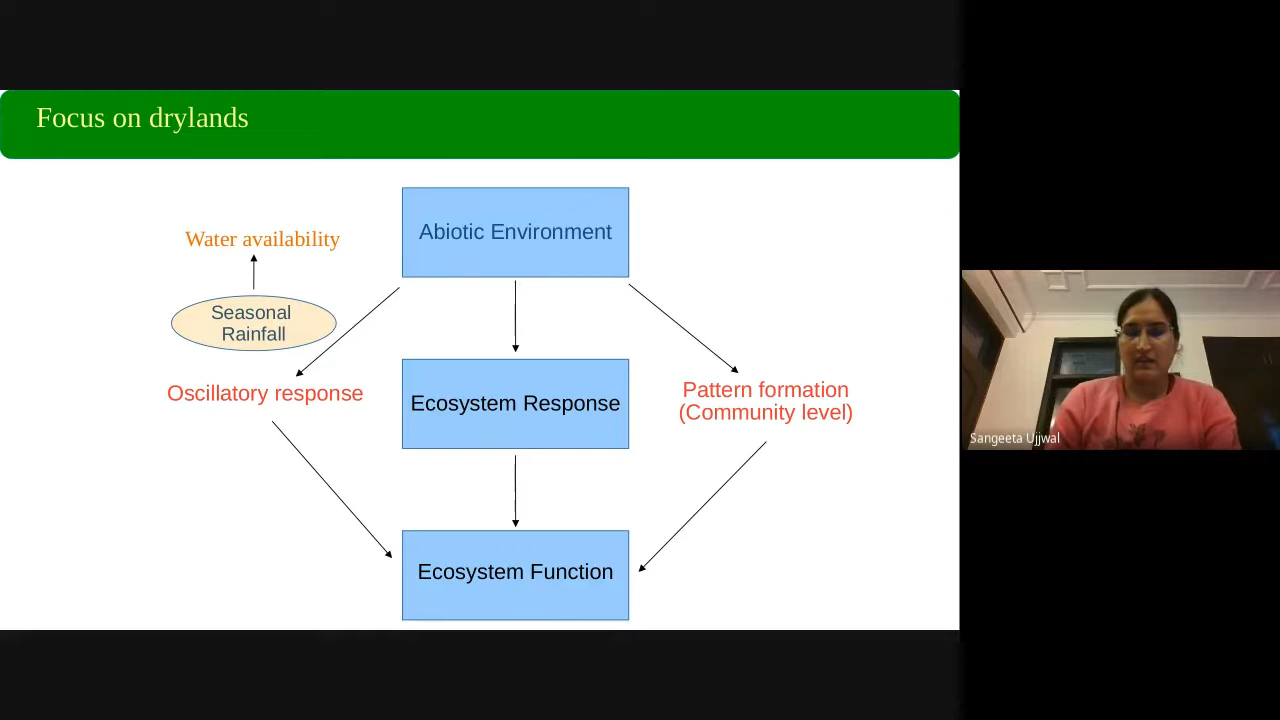 Focus on drylands
Abiotic Environment
Water availability
Seasonal
Rainfall
Oscillatory response
Ecosystem Response
Pattern formation
(Community level)
Ecosystem Function
Sangeeta Ujjwal